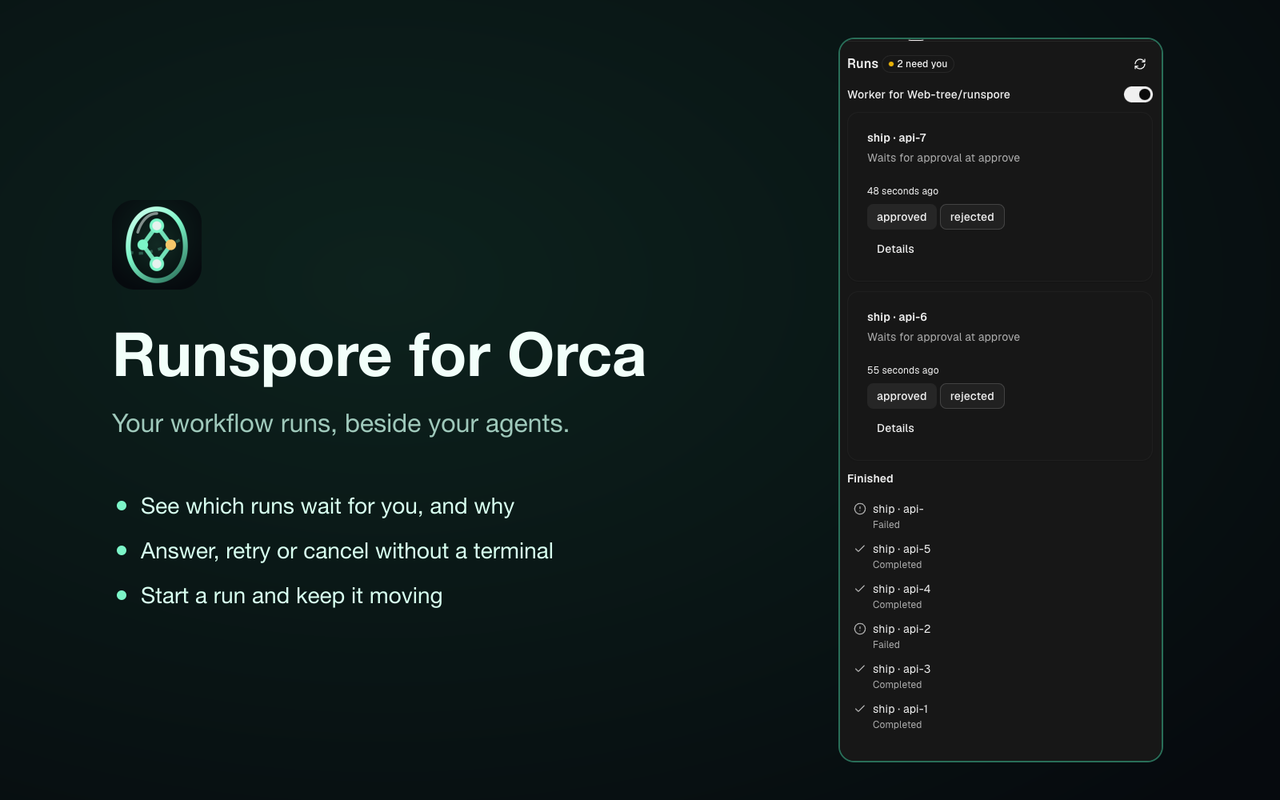 Runspore for Orca
Your workflow runs, beside your agents.
See which runs wait for you, and why
Answer, retry or cancel without a terminal
Start a run and keep it moving
Runs
2 need you
Worker for Web-tree/runspore
ship · api-7
Waits for approval at approve
48 seconds ago
approved
rejected
Details
ship · api-6
Waits for approval at approve
55 seconds ago
approved
rejected
Details
Finished
ship · api-
Failed
ship · api-5
Completed
ship · api-4
Completed
ship · api-2
Failed
ship · api-3
Completed
ship · api-1
Completed